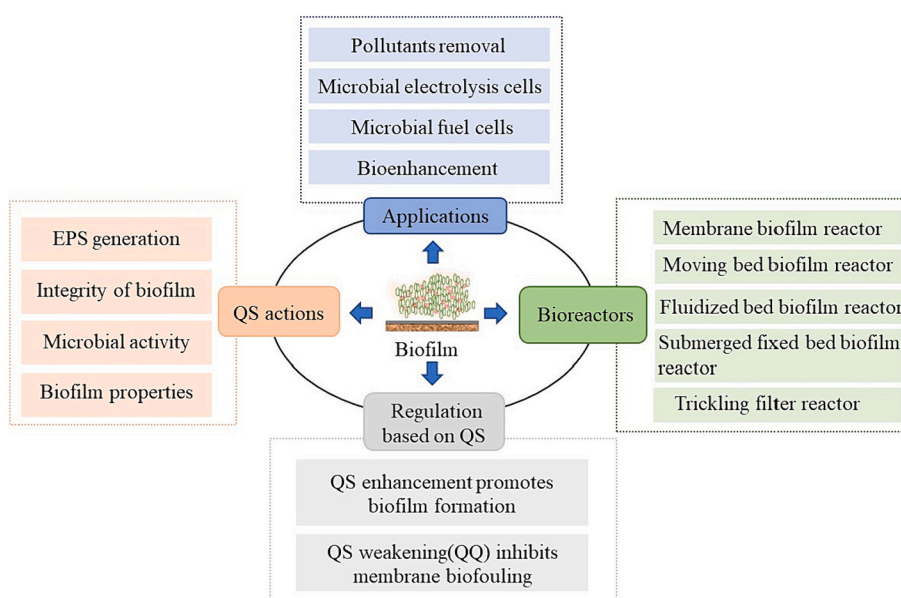 Pollutants removal
Microbial electrolysis cells
Microbial fuel cells
Bioenhancement
Applications
EPS generation
Integrity of biofilm
Microbial activity
Biofilm properties
QS actions
Biofilm
Bioreactors
Membrane biofilm reactor
Moving bed biofilm reactor
Fluidized bed biofilm reactor
Submerged fixed bed biofilm
reactor
Trickling filter reactor
Regulation
based on QS
QS enhancement promotes
biofilm formation
QS weakening(QQ) inhibits
membrane biofouling